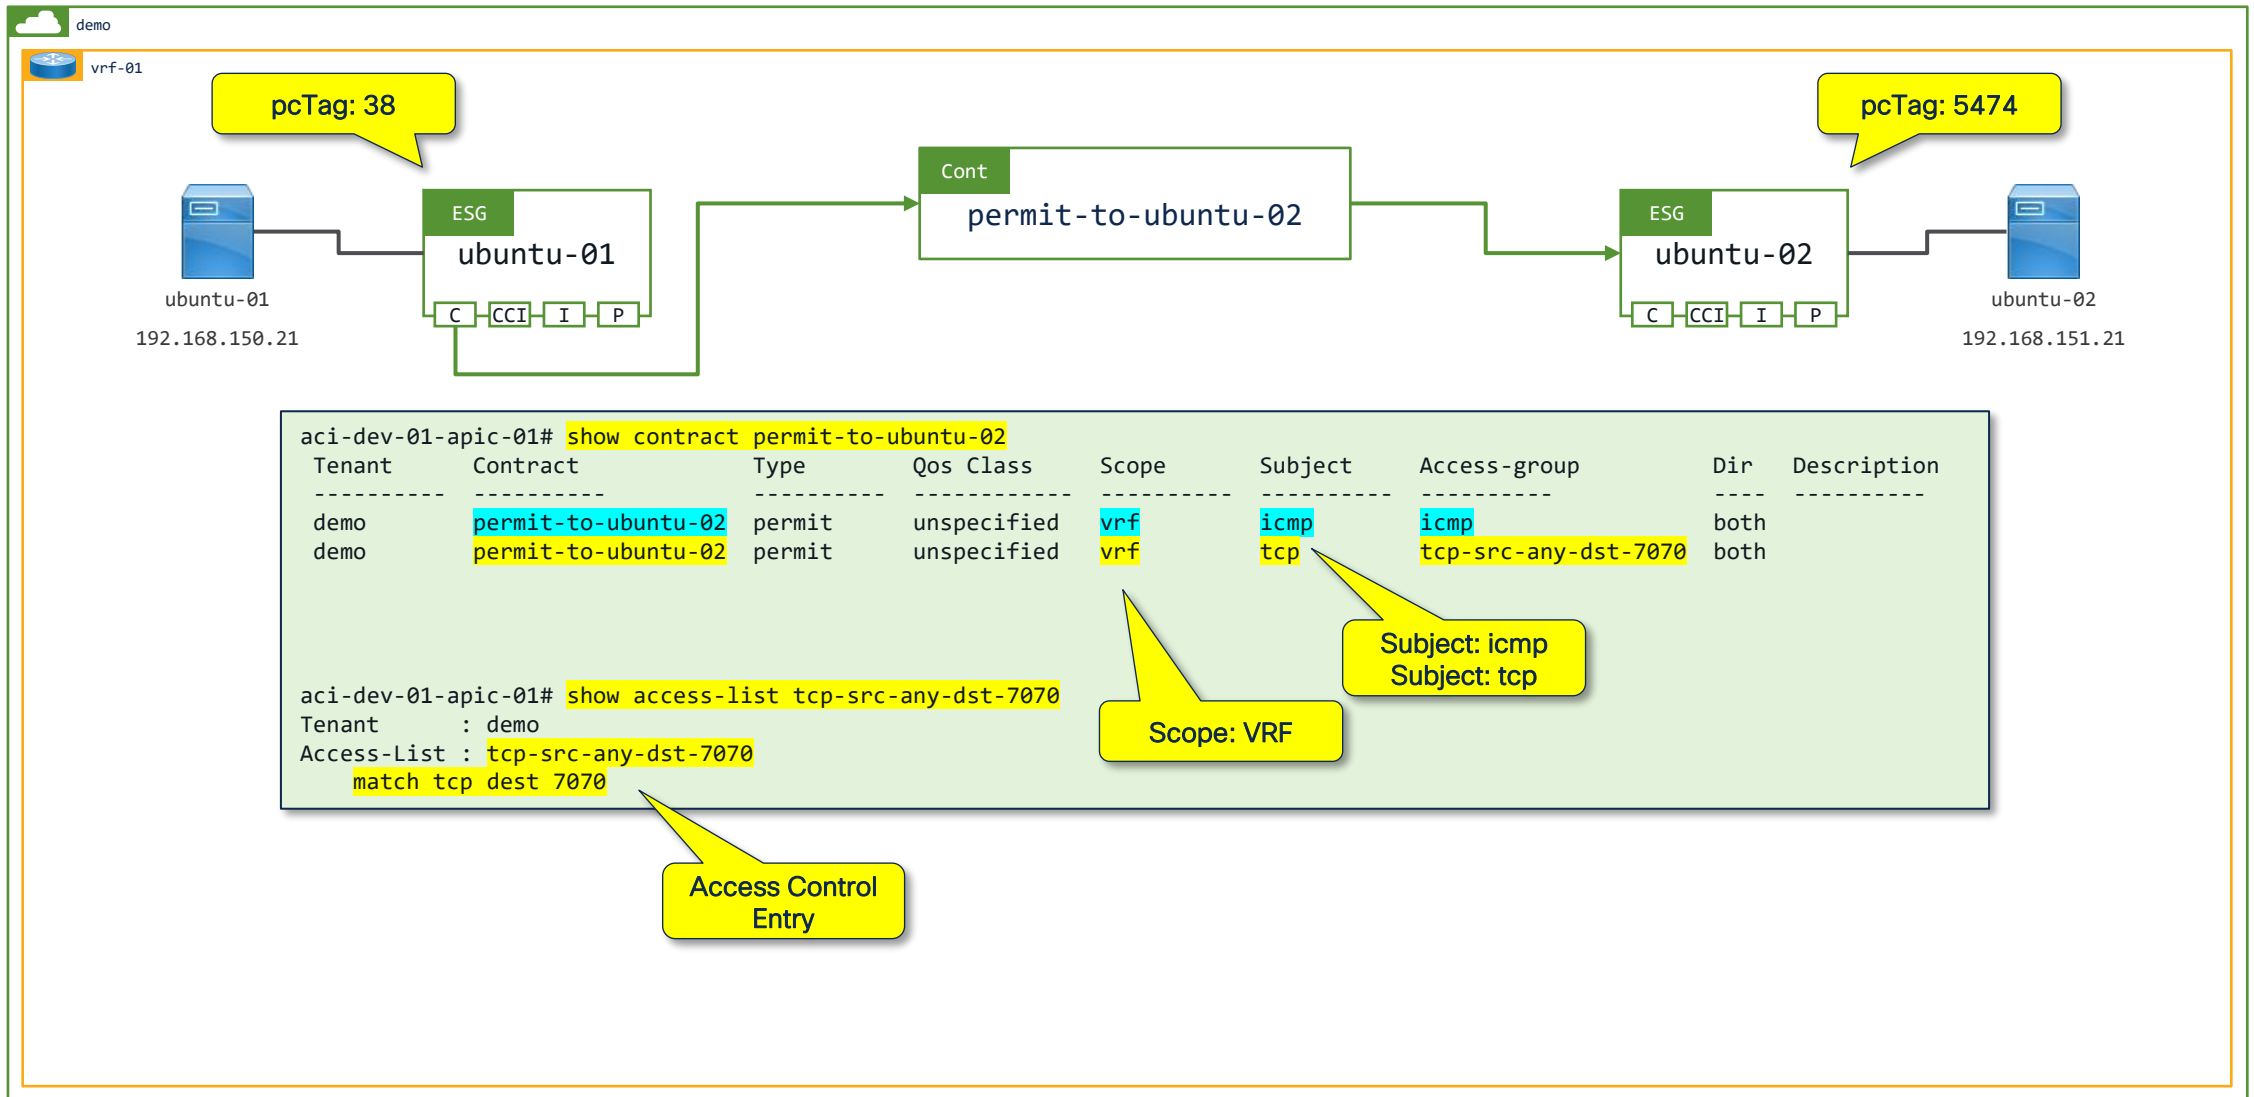 demo
vrf-01
pcTag: 38
pcTag: 5474
Cont
permit-to-ubuntu-02
ESG
ubuntu-01
C CCI I P
ESG
ubuntu-02
C CCI I P
ubuntu-01
192.168.150.21
ubuntu-02
192.168.151.21
aci-dev-01-apic-01# show contract permit-to-ubuntu-02
Tenant Contract Type Qos Class Scope Subject Access-group Dir Description
---------- ---------- ---------- ------------ ---------- ---------- ---------- ---- ----------
demo permit-to-ubuntu-02 permit unspecified vrf icmp icmp both
demo permit-to-ubuntu-02 permit unspecified vrf tcp tcp-src-any-dst-7070 both
Subject: icmp
Subject: tcp
Scope: VRF
aci-dev-01-apic-01# show access-list tcp-src-any-dst-7070
Tenant : demo
Access-List : tcp-src-any-dst-7070
match tcp dest 7070
Access Control
Entry